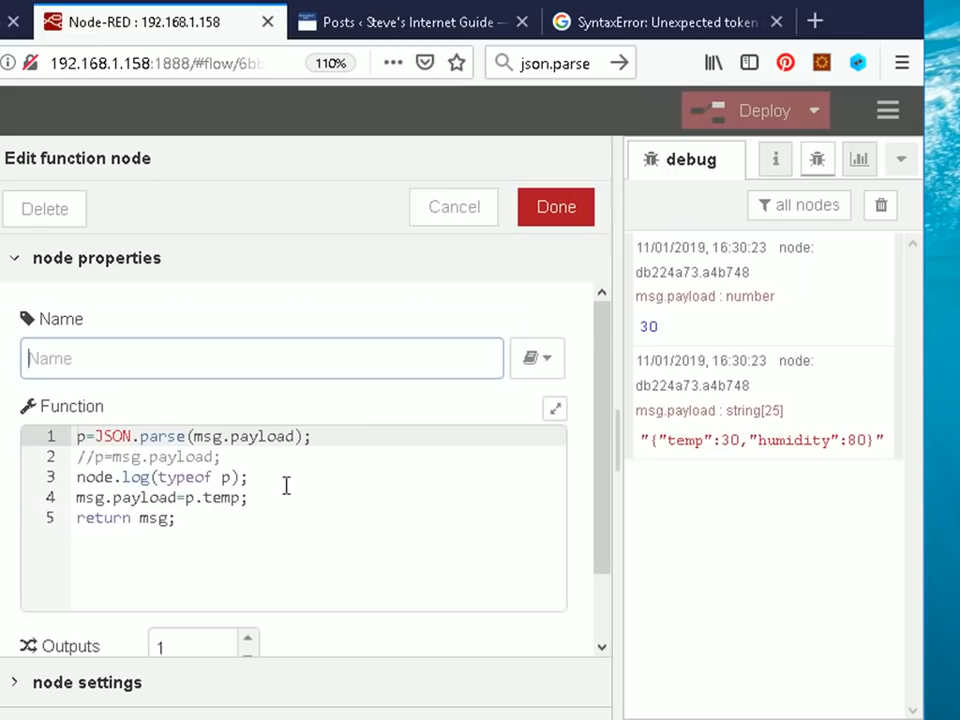 Node-RED : 192.168.1.158
Posts ‹ Steve's Internet Guide —
SyntaxError: Unexpected token
192.168.1.158:1888/#flow/6bb
110%
json.parse
Deploy
Edit function node
Delete
Cancel
Done
node properties
Name
Name
Function
1 p=JSON.parse(msg.payload);
2 //p=msg.payload;
3 node.log(typeof p);
4 msg.payload=p.temp;
5 return msg;
Outputs
1
node settings
debug
i
all nodes
11/01/2019, 16:30:23 node:
db224a73.a4b748
msg.payload : number
30
11/01/2019, 16:30:23 node:
db224a73.a4b748
msg.payload : string[25]
"{"temp":30,"humidity":80}"